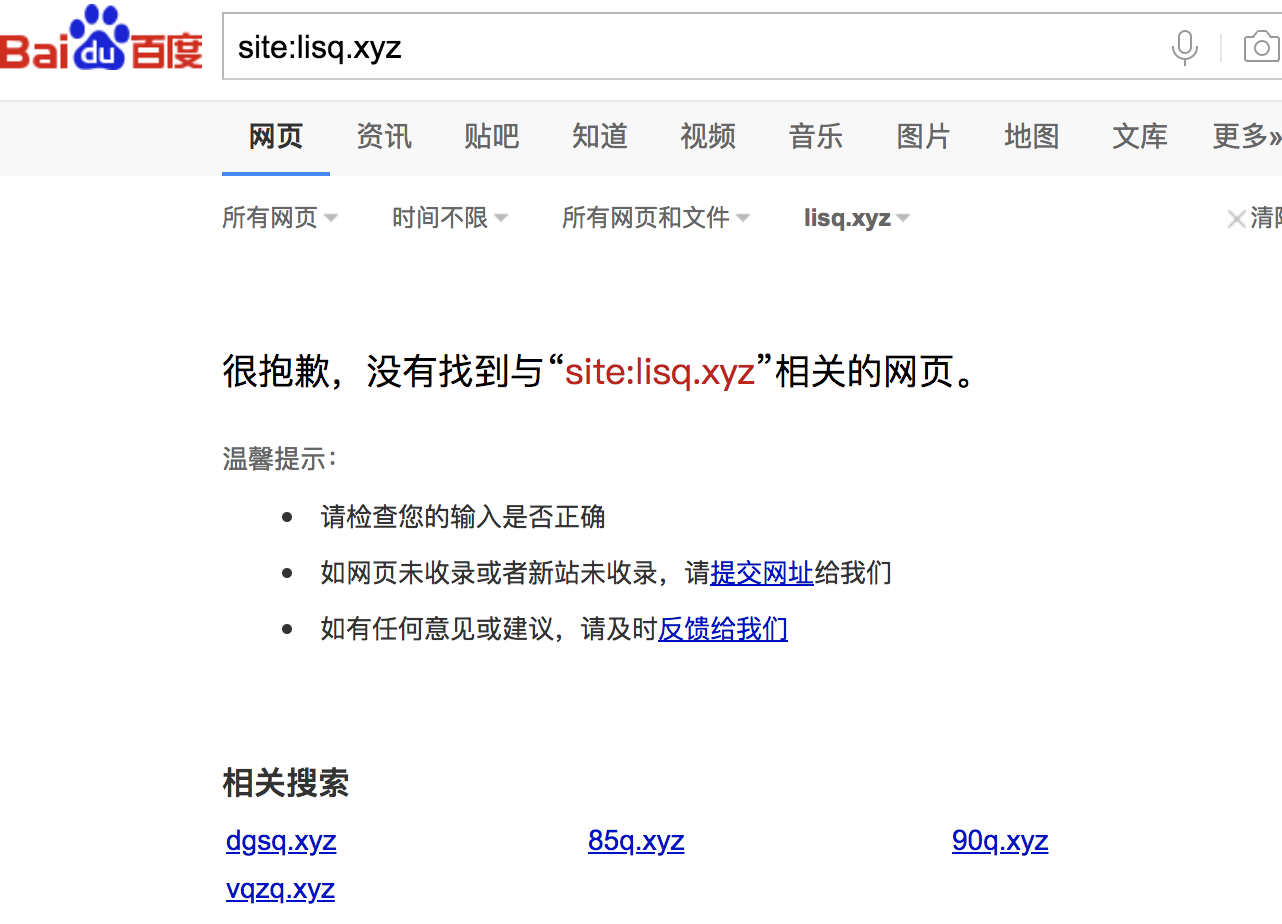 Bai du 百度
site:lisq.xyz
网页 资讯 贴吧 知道 视频 音乐 图片 地图 文库 更多»
所有网页 时间不限 所有网页和文件 lisq.xyz 清除
很抱歉，没有找到与“site:lisq.xyz”相关的网页。
温馨提示：
请检查您的输入是否正确
如网页未收录或者新站未收录，请提交网址给我们
如有任何意见或建议，请及时反馈给我们
相关搜索
dgsq.xyz 85q.xyz 90q.xyz
vqzq.xyz